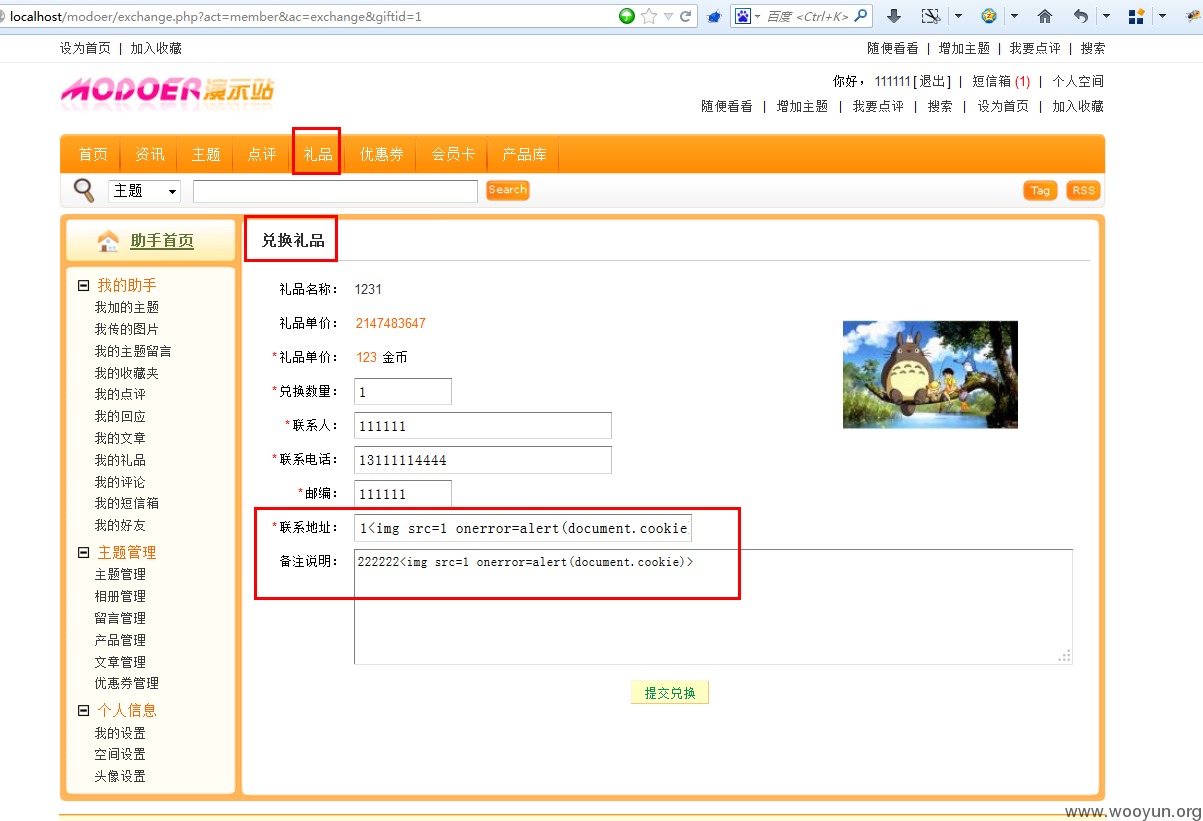 localhost/modoer/exchange.php?act=member&ac=exchange&giftid=1
百度 <Ctrl+K>
设为首页 | 加入收藏
随便看看 | 增加主题 | 我要点评 | 搜索
MODOER演示站
你好，111111[退出] | 短信箱(1) | 个人空间
随便看看 | 增加主题 | 我要点评 | 搜索 | 设为首页 | 加入收藏
首页 资讯 主题 点评 礼品 优惠券 会员卡 产品库
主题 Search Tag RSS
助手首页
我的助手
我加的主题
我传的图片
我的主题留言
我的收藏夹
我的点评
我的回应
我的文章
我的礼品
我的评论
我的短信箱
我的好友
主题管理
主题管理
相册管理
留言管理
产品管理
文章管理
优惠券管理
个人信息
我的设置
空间设置
头像设置
兑换礼品
礼品名称： 1231
礼品单价： 2147483647
*礼品单价： 123 金币
*兑换数量： 1
*联系人： 111111
*联系电话： 13111114444
*邮编： 111111
*联系地址： 1<img src=1 onerror=alert(document.cookie
备注说明： 222222<img src=1 onerror=alert(document.cookie)>
提交兑换
www.wooyun.org